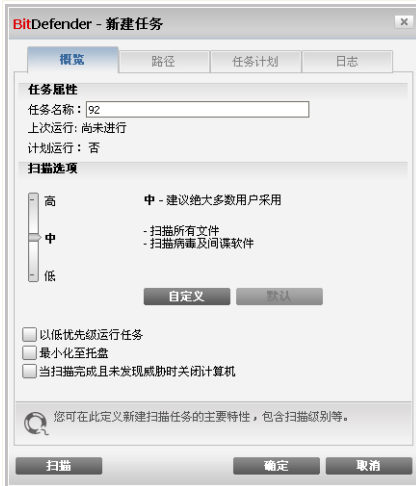 BitDefender - 新建任务
概览
路径
任务计划
日志
任务属性
任务名称：92
上次运行: 尚未进行
计划运行：否
扫描选项
高
中
低
中 - 建议绝大多数用户采用
- 扫描所有文件
- 扫描病毒及间谍软件
自定义
默认
以低优先级运行任务
最小化至托盘
当扫描完成且未发现威胁时关闭计算机
您可在此定义新建扫描任务的主要特性，包含扫描级别等。
扫描
确定
取消